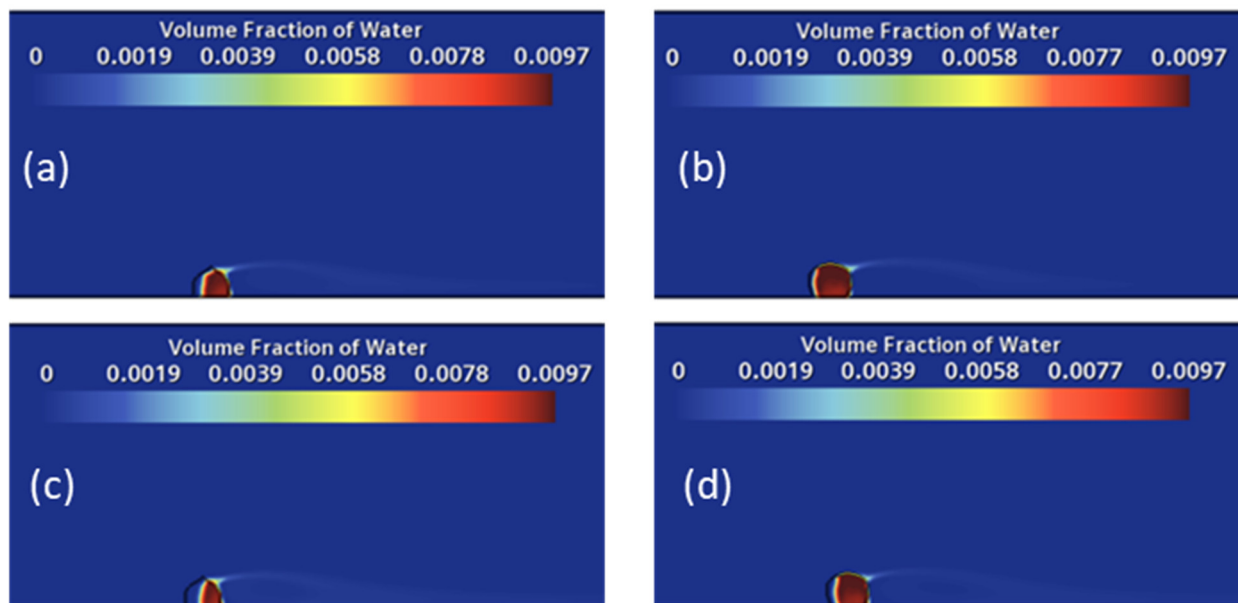 Volume Fraction of Water
0 0.0019 0.0039 0.0058 0.0078 0.0097
(a)
Volume Fraction of Water
0 0.0019 0.0039 0.0058 0.0077 0.0097
(b)
Volume Fraction of Water
0 0.0019 0.0039 0.0058 0.0078 0.0097
(c)
Volume Fraction of Water
0 0.0019 0.0039 0.0058 0.0077 0.0097
(d)